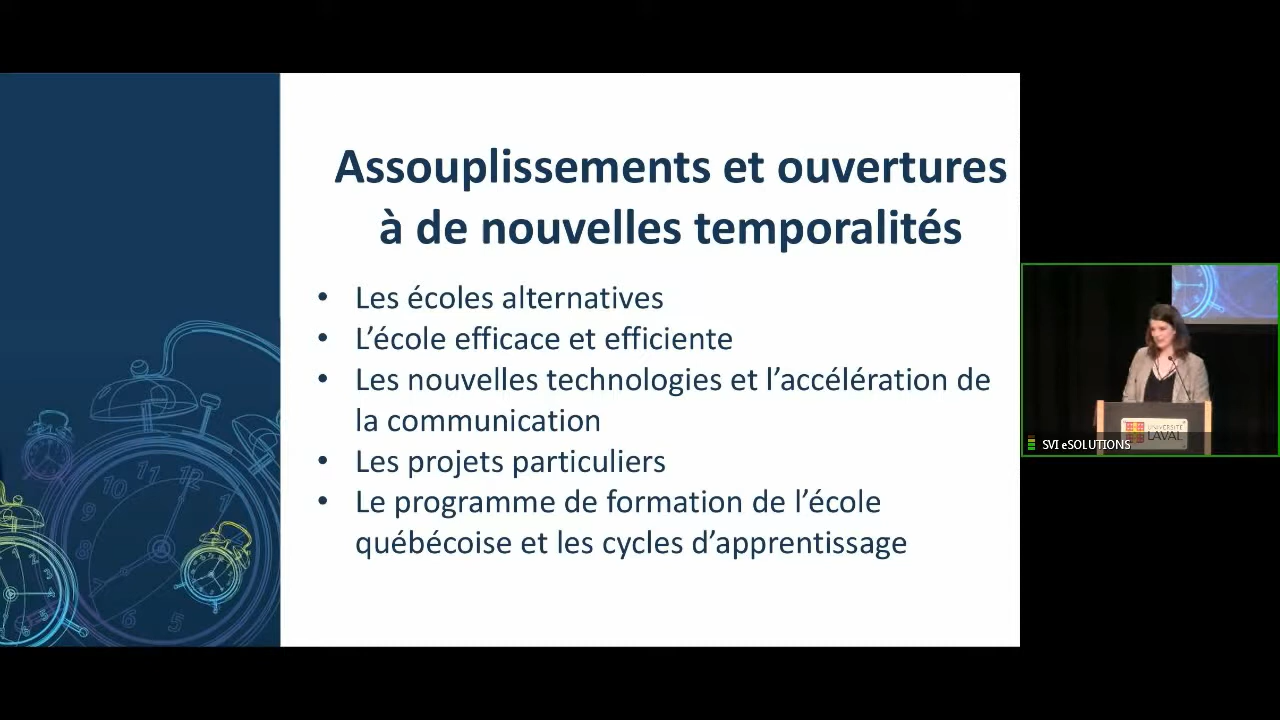 Assouplissements et ouvertures
à de nouvelles temporalités
• Les écoles alternatives
• L'école efficace et efficiente
• Les nouvelles technologies et l'accélération de
la communication
• Les projets particuliers
• Le programme de formation de l'école
québécoise et les cycles d'apprentissage
UNIVERSITÉ
LAVAL
SVI eSOLUTIONS